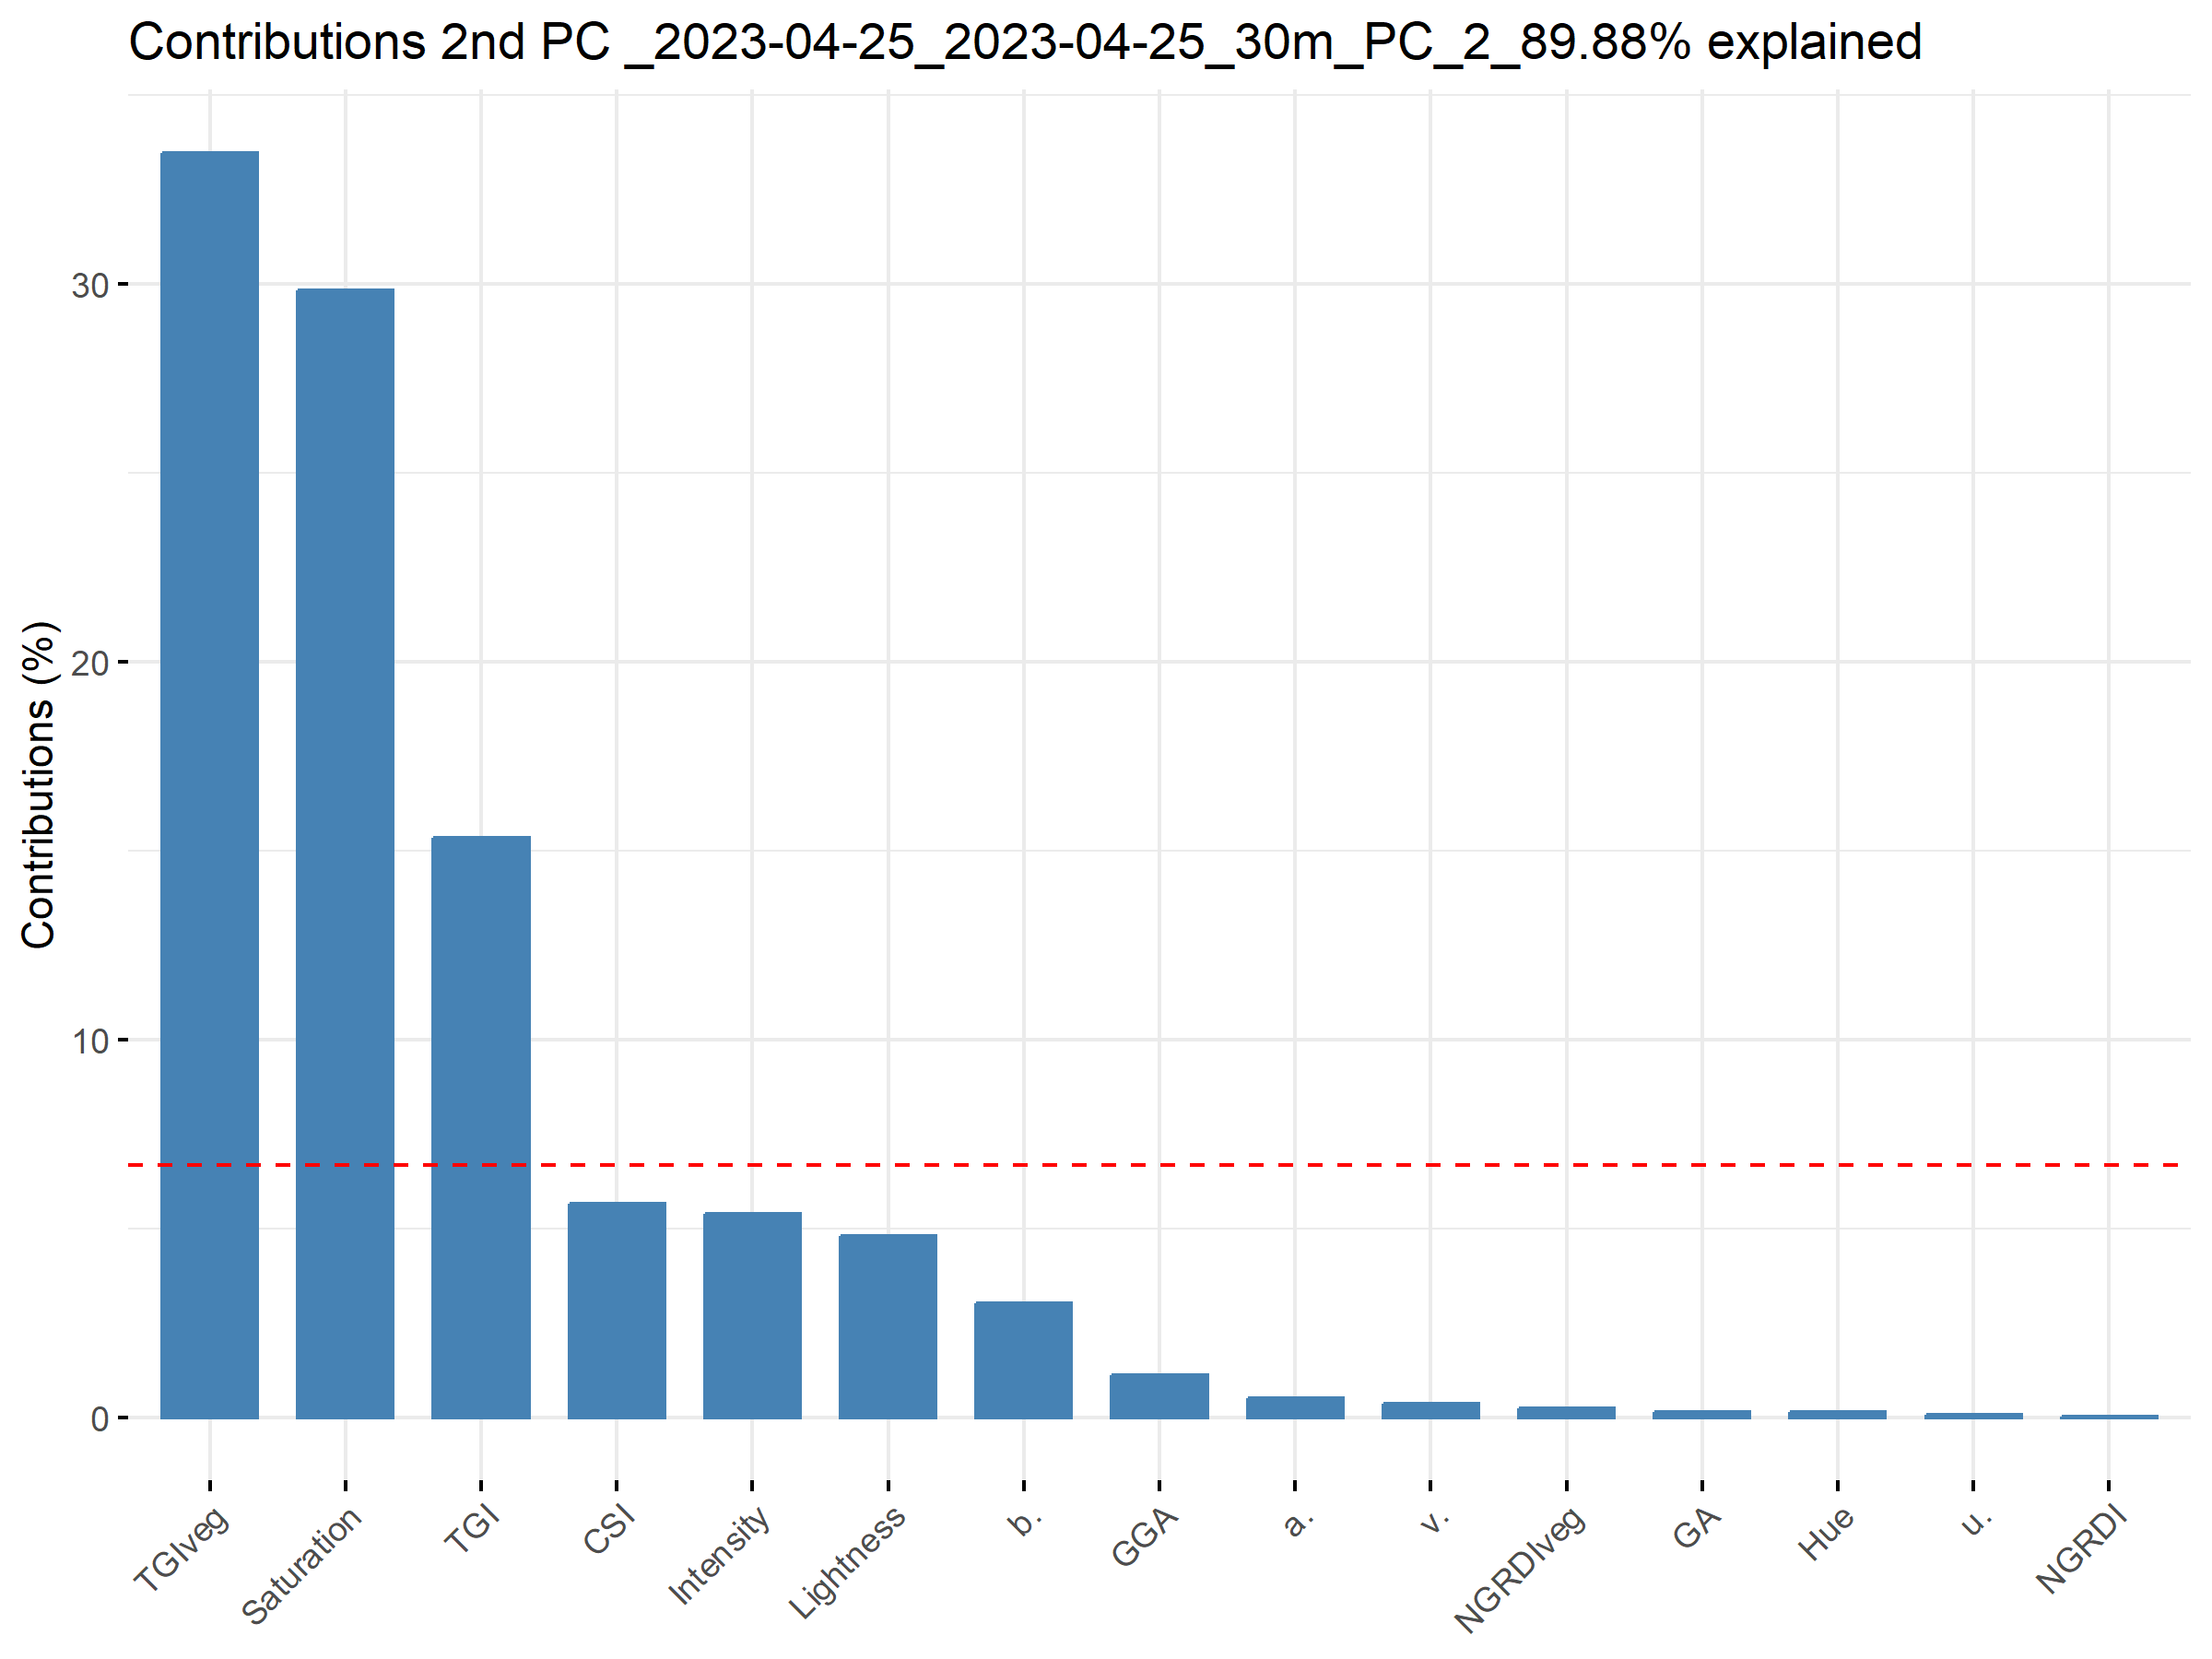 Contributions 2nd PC _2023-04-25_2023-04-25_30m_PC_2_89.88% explained
Contributions (%)
30
20
10
0
TGIveg
Saturation
TGI
CSI
Intensity
Lightness
b.
GGA
a.
v.
NGRDIveg
GA
Hue
u.
NGRDI